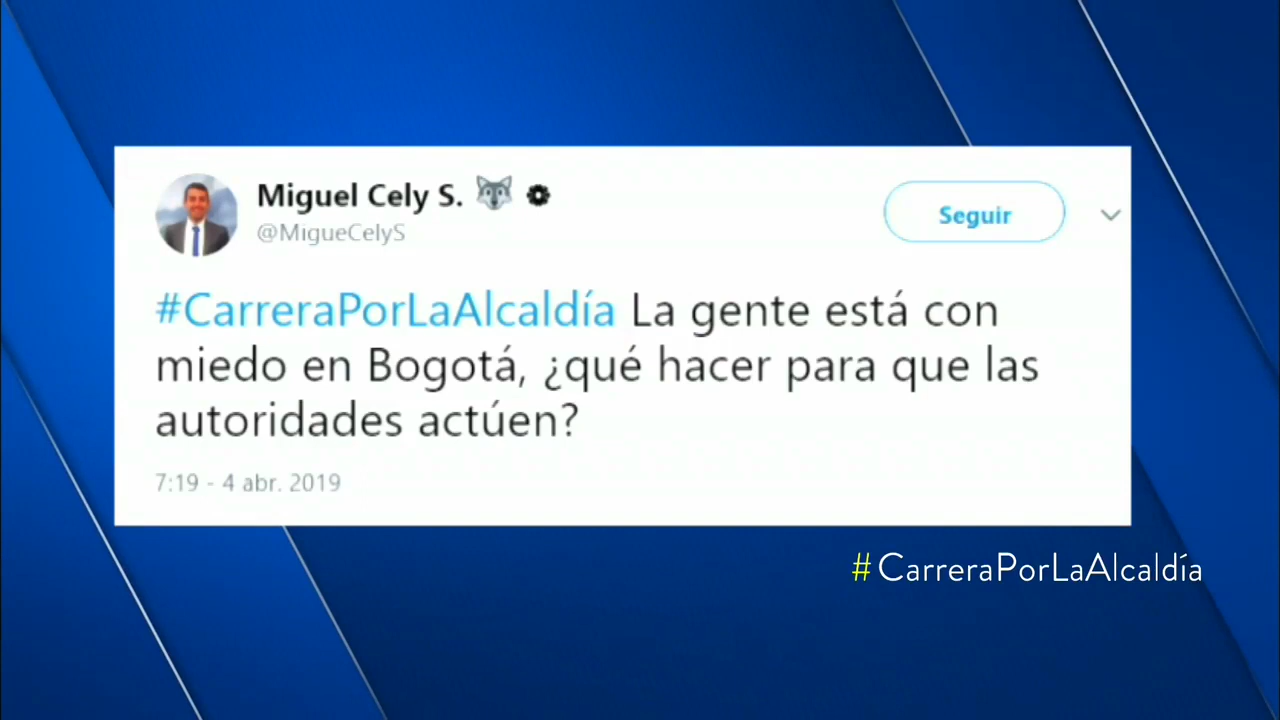 Miguel Cely S.
@MigueCelyS
Seguir
#CarreraPorLaAlcaldía La gente está con
miedo en Bogotá, ¿qué hacer para que las
autoridades actúen?
7:19 - 4 abr. 2019
#CarreraPorLaAlcaldía